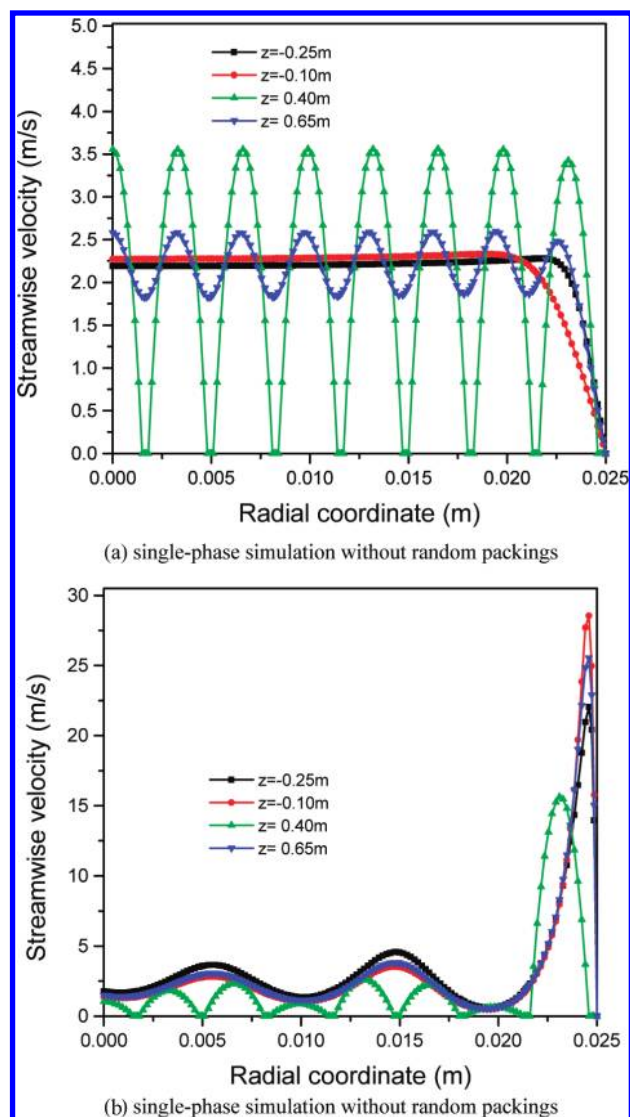 5.0
4.5
4.0
3.5
3.0
2.5
2.0
1.5
1.0
0.5
0.0
Streamwise velocity (m/s)
z=-0.25m
z=-0.10m
z= 0.40m
z= 0.65m
0.000 0.005 0.010 0.015 0.020 0.025
Radial coordinate (m)
(a) single-phase simulation without random packings
30
25
20
15
10
5
0
Streamwise velocity (m/s)
z=-0.25m
z=-0.10m
z= 0.40m
z= 0.65m
0.000 0.005 0.010 0.015 0.020 0.025
Radial coordinate (m)
(b) single-phase simulation without random packings